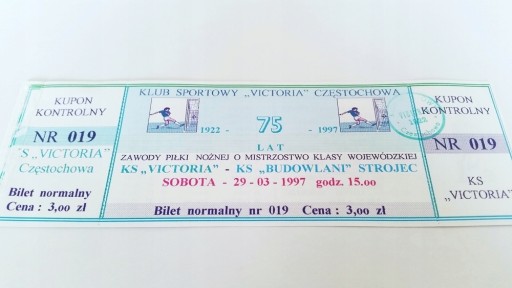 KUPON
KONTROLNY
NR 019
'S „VICTORIA”
Częstochowa
Bilet normalny
Cena : 3,00 zł
KLUB SPORTOWY „VICTORIA” CZĘSTOCHOWA
1922 - 75 - 1997
LAT
ZAWODY PIŁKI NOŻNEJ O MISTRZOSTWO KLASY WOJEWÓDZKIEJ
KS „VICTORIA” - KS „BUDOWLANI” STROJEC
SOBOTA - 29-03-1997 godz. 15.00
Bilet normalny nr 019 Cena : 3,00 zł
KUPON
KONTROLNY
NR 019
KS
„VICTORIA”